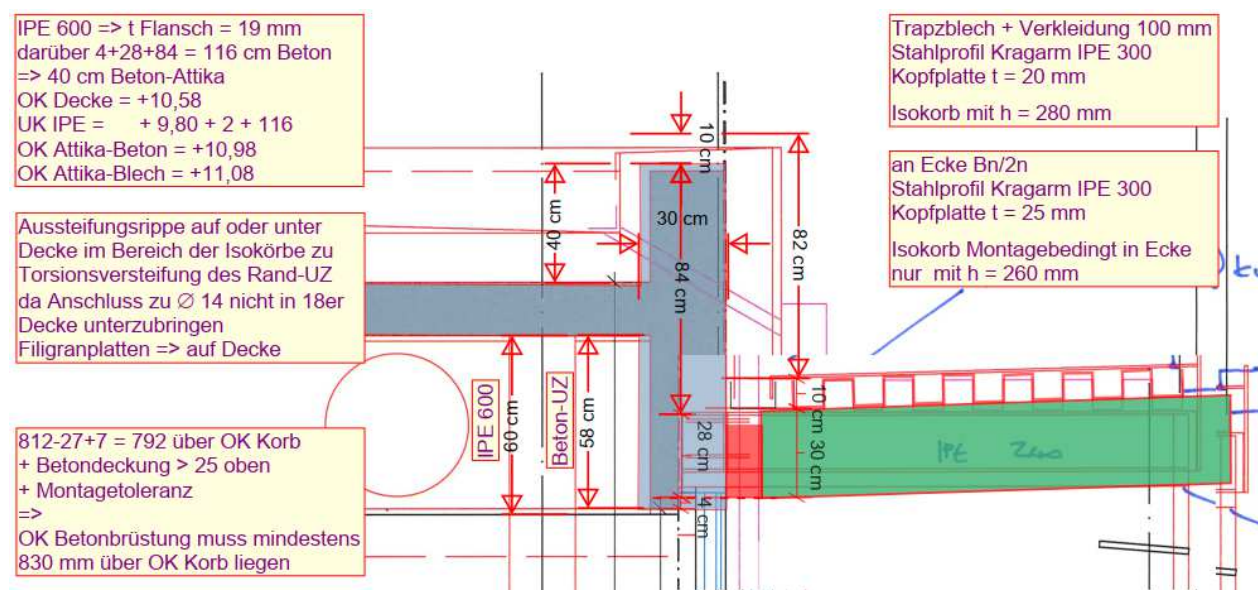 IPE 600 => t Flansch = 19 mm
darüber 4+28+84 = 116 cm Beton
=> 40 cm Beton-Attika
OK Decke = +10,58
UK IPE = + 9,80 + 2 + 116
OK Attika-Beton = +10,98
OK Attika-Blech = +11,08
Aussteifungsrippe auf oder unter
Decke im Bereich der Isokörbe zu
Torsionsversteifung des Rand-UZ
da Anschluss zu ∅ 14 nicht in 18er
Decke unterzubringen
Filigranplatten => auf Decke
812-27+7 = 792 über OK Korb
+ Betondeckung > 25 oben
+ Montagetoleranz
=>
OK Betonbrüstung muss mindestens
830 mm über OK Korb liegen
Trapzblech + Verkleidung 100 mm
Stahlprofil Kragarm IPE 300
Kopfplatte t = 20 mm
Isokorb mit h = 280 mm
an Ecke Bn/2n
Stahlprofil Kragarm IPE 300
Kopfplatte t = 25 mm
Isokorb Montagebedingt in Ecke
nur mit h = 260 mm
10 cm
30 cm
40 cm
84 cm
82 cm
IPE 600
60 cm
Beton-UZ
58 cm
28 cm
4 cm
10 cm
30 cm
IPE 240